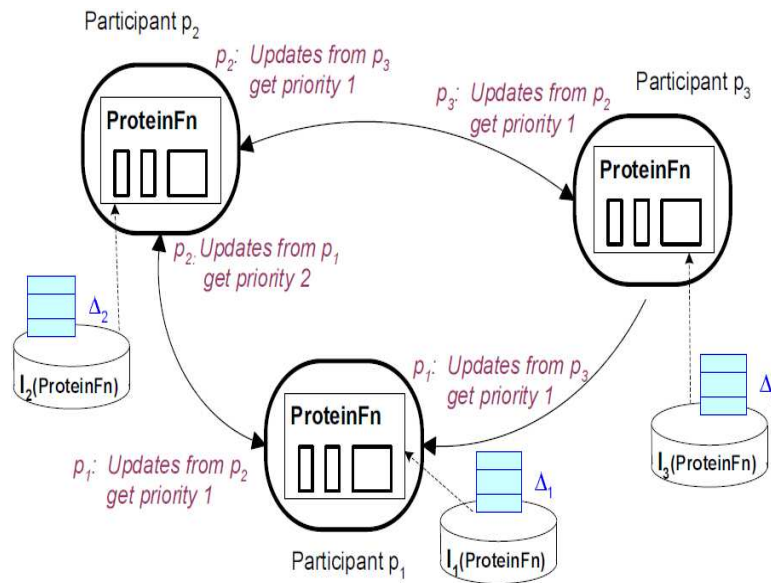 Participant p2
p2: Updates from p3
get priority 1
Participant p3
p3: Updates from p2
get priority 1
ProteinFn
ProteinFn
p2: Updates from p1
get priority 2
Δ2
I2(ProteinFn)
p1: Updates from p3
get priority 1
Δ
I3(ProteinFn)
ProteinFn
p1: Updates from p2
get priority 1
Δ1
I1(ProteinFn)
Participant p1